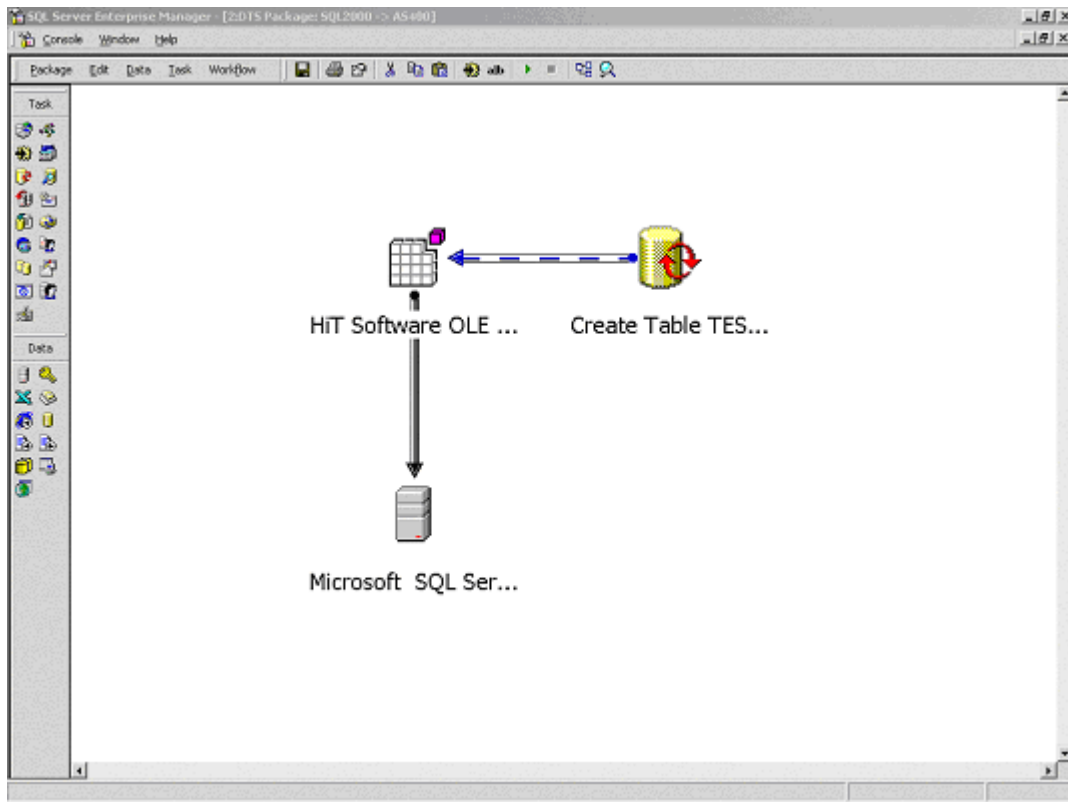 SQL Server Enterprise Manager - [2:DTS Package: SQL2000 -> AS400]
Console Window Help
Package Edit Data Task Workflow
Task
Data
HiT Software OLE ... Create Table TES...
Microsoft SQL Ser...